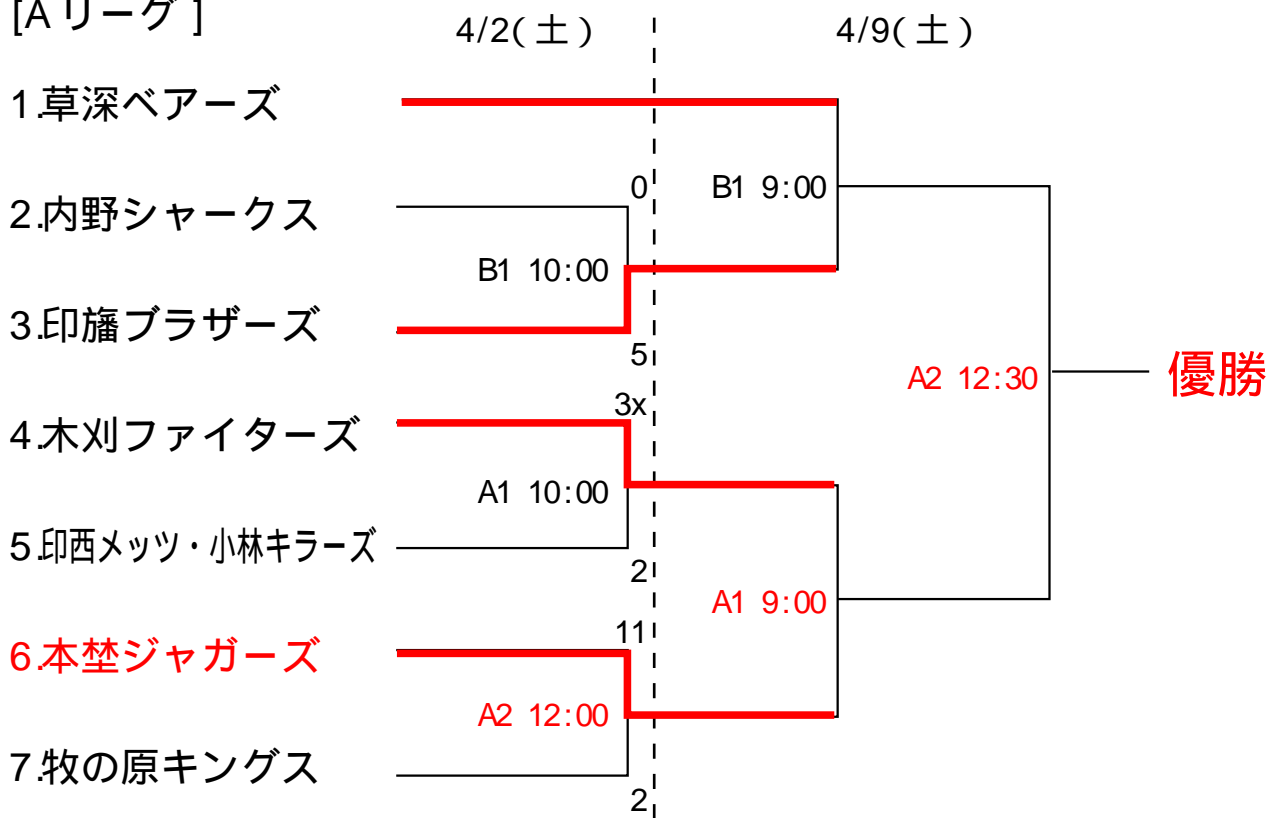 [Aリーグ]
4/2(土)
4/9(土)
1.草深ベアーズ
0
B1 9:00
2.内野シャークス
B1 10:00
3.印旛ブラザーズ
5
A2 12:30
優勝
3x
4.木刈ファイターズ
A1 10:00
5.印西メッツ・小林キラーズ
2
A1 9:00
11
6.本埜ジャガーズ
A2 12:00
7.牧の原キングス
2